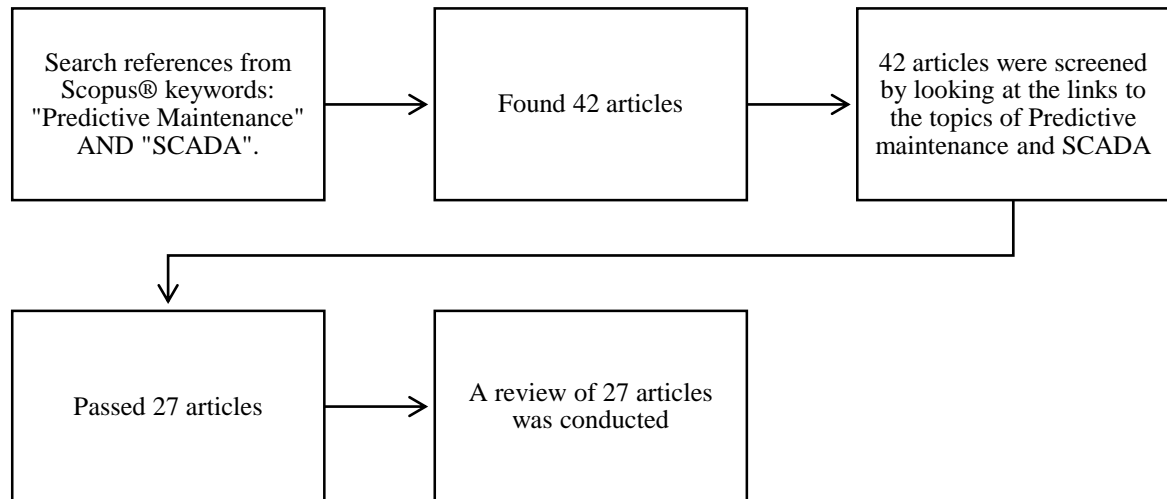 Search references from
Scopus® keywords:
"Predictive Maintenance"
AND "SCADA".
Found 42 articles
42 articles were screened
by looking at the links to
the topics of Predictive
maintenance and SCADA
Passed 27 articles
A review of 27 articles
was conducted